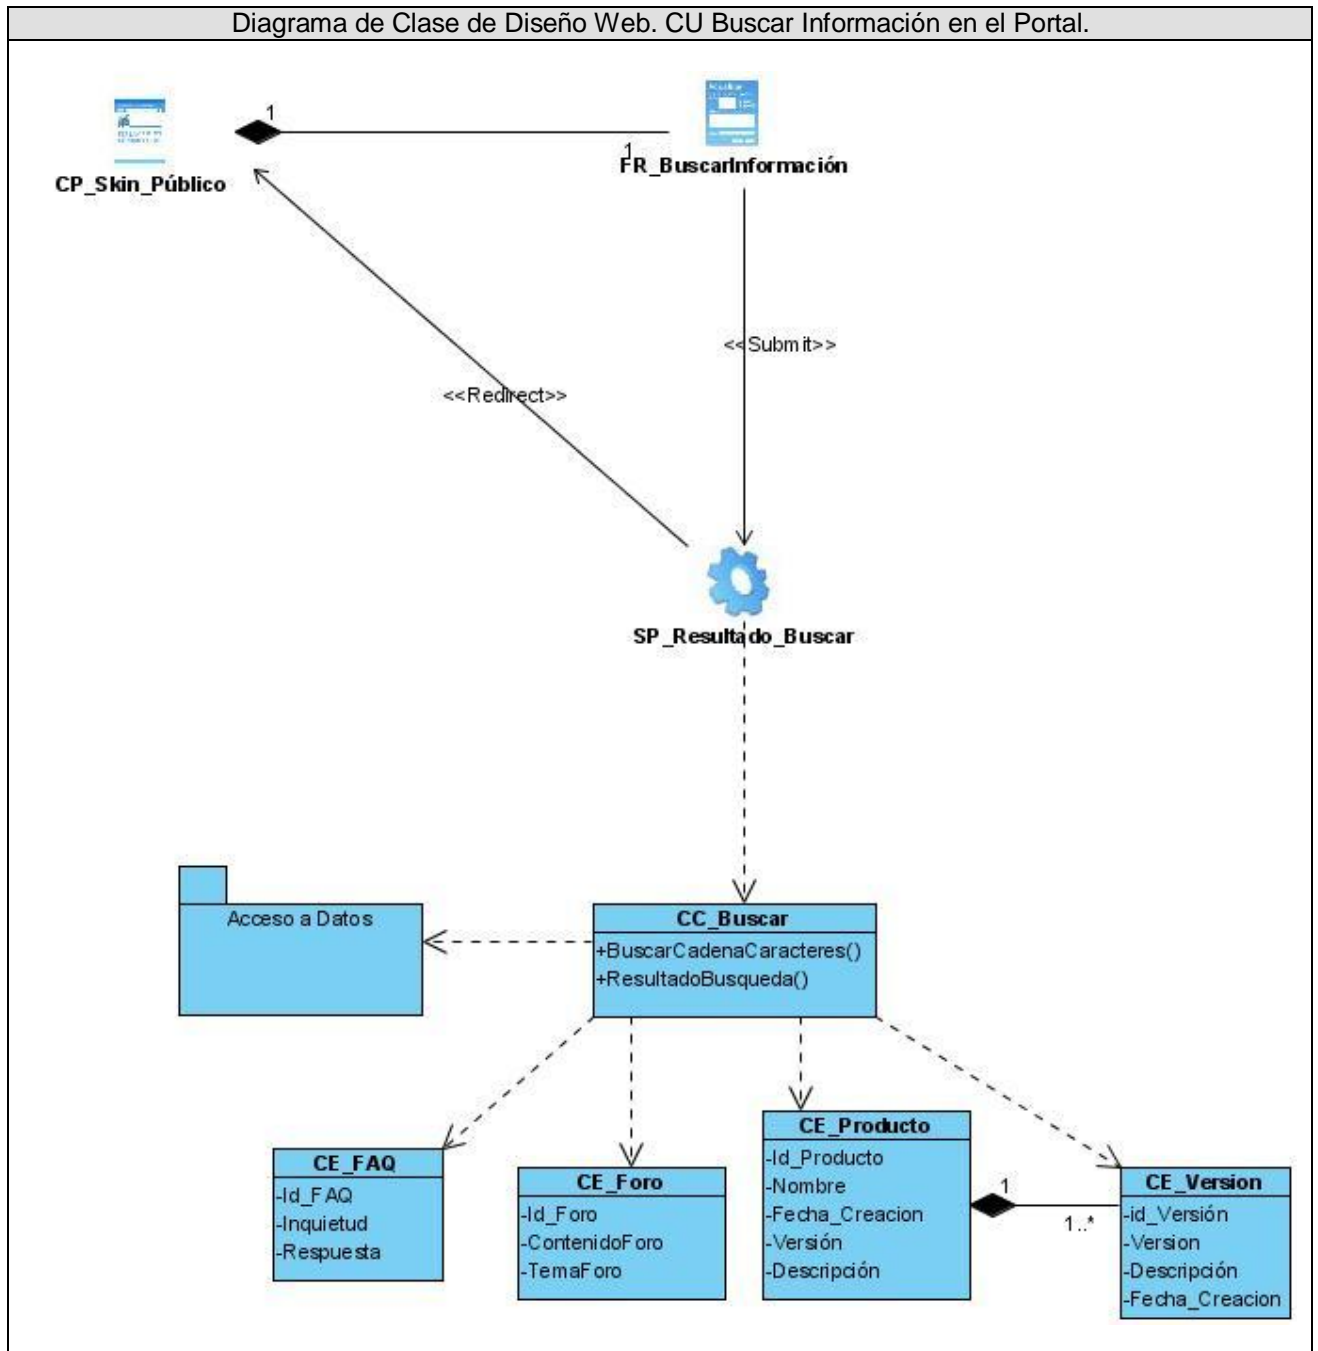 Diagrama de Clase de Diseño Web. CU Buscar Información en el Portal.
1
1
CP_Skin_Público
FR_BuscarInformación
<<Submit>>
<<Redirect>>
SP_Resultado_Buscar
Acceso a Datos
CC_Buscar
+BuscarCadenaCaracteres()
+ResultadoBusqueda()
CE_FAQ
-Id_FAQ
-Inquietud
-Respuesta
CE_Foro
-Id_Foro
-ContenidoForo
-TemaForo
CE_Producto
-Id_Producto
-Nombre
-Fecha_Creacion
-Versión
-Descripción
1
1..*
CE_Version
-id_Versión
-Version
-Descripción
-Fecha_Creacion